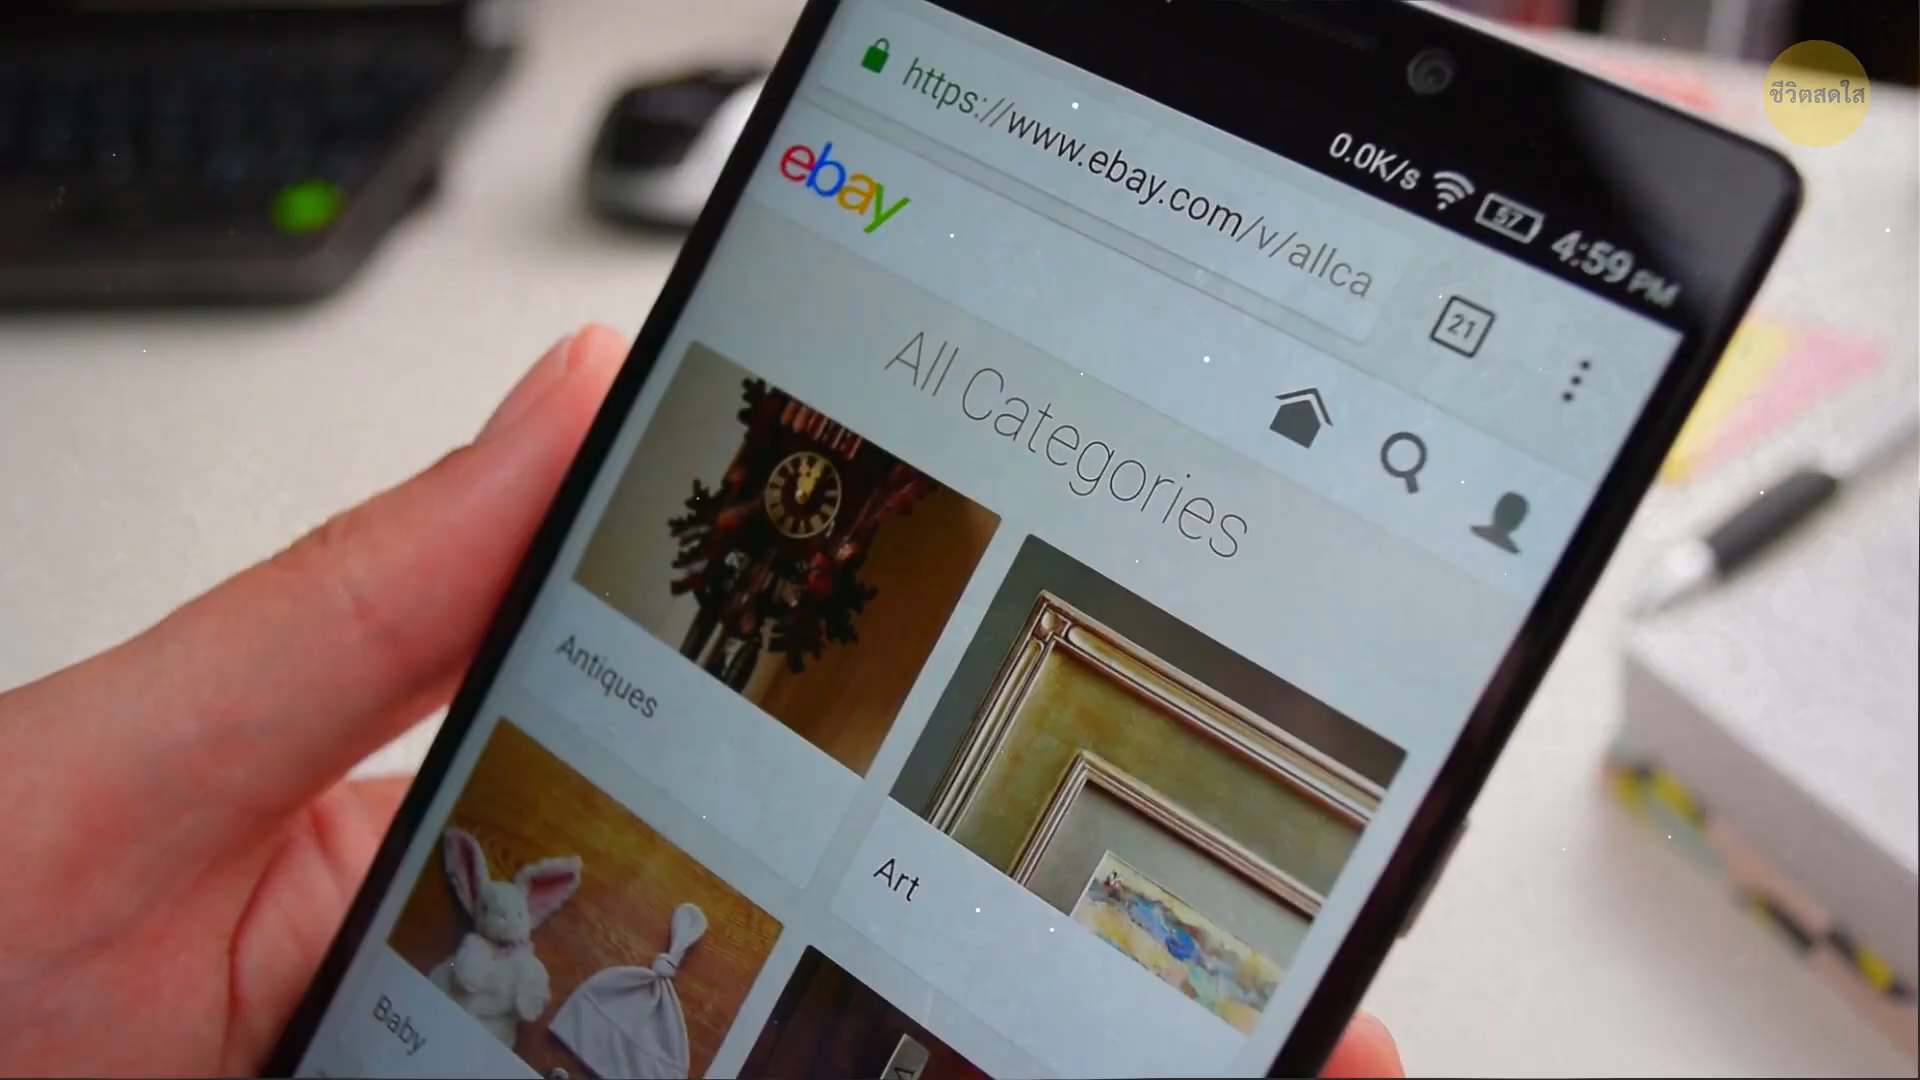 ชีวิตสดใส
0.0K/s 57 4:59 PM
https://www.ebay.com/v/allca
21
ebay
All Categories
Antiques
Art
Baby